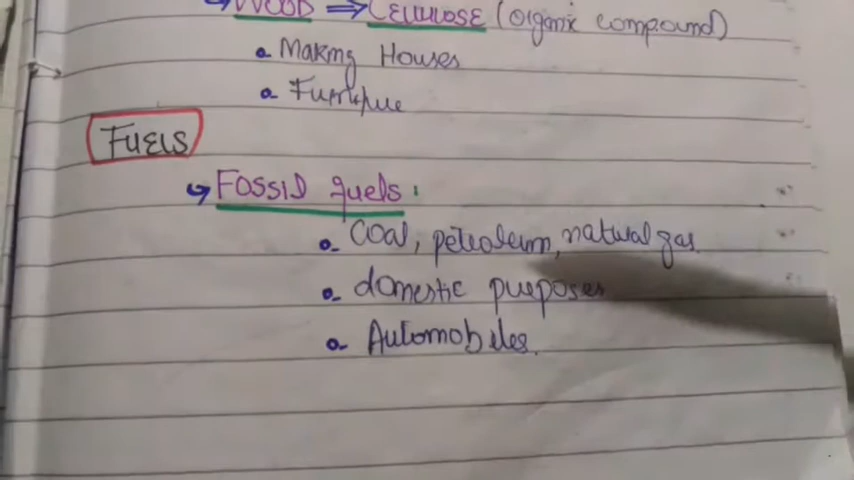 WOOD ⇒ CELLULOSE (organic compound)
Making Houses
Furniture
FUELS
Fossil fuels :
Coal, petroleum, natural gas.
domestic purposes
Automobiles.